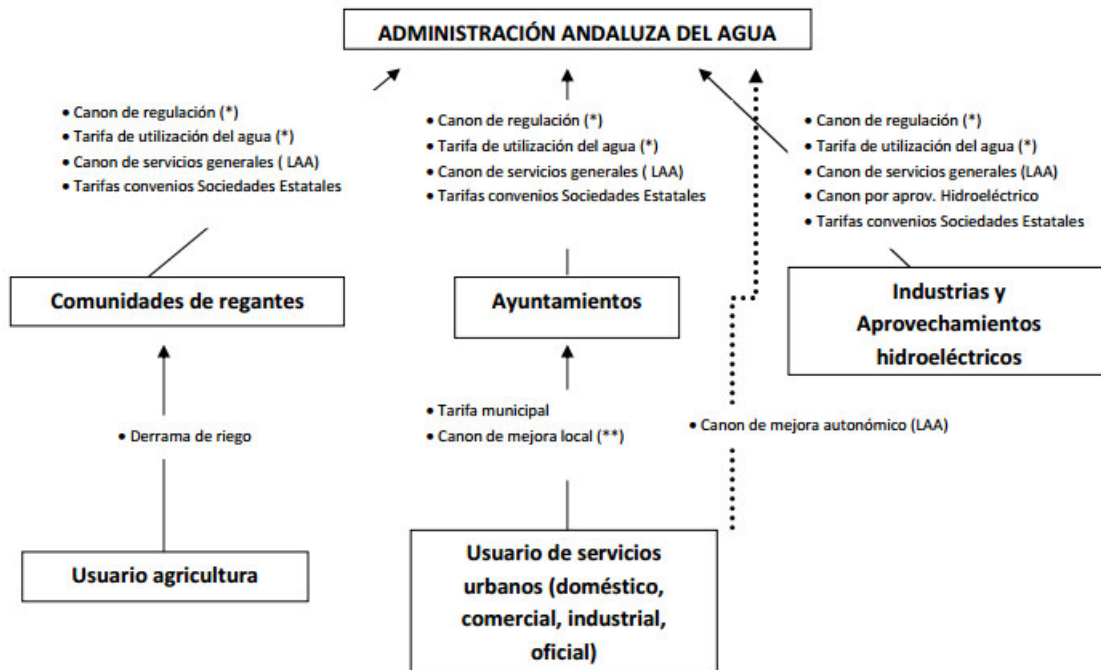 ADMINISTRACIÓN ANDALUZA DEL AGUA
• Canon de regulación (*)
• Tarifa de utilización del agua (*)
• Canon de servicios generales ( LAA)
• Tarifas convenios Sociedades Estatales
• Canon de regulación (*)
• Tarifa de utilización del agua (*)
• Canon de servicios generales ( LAA)
• Tarifas convenios Sociedades Estatales
• Canon de regulación (*)
• Tarifa de utilización del agua (*)
• Canon de servicios generales (LAA)
• Canon por aprov. Hidroeléctrico
• Tarifas convenios Sociedades Estatales
Comunidades de regantes
Ayuntamientos
Industrias y
Aprovechamientos
hidroeléctricos
• Derrama de riego
• Tarifa municipal
• Canon de mejora local (**)
• Canon de mejora autonómico (LAA)
Usuario agricultura
Usuario de servicios
urbanos (doméstico,
comercial, industrial,
oficial)